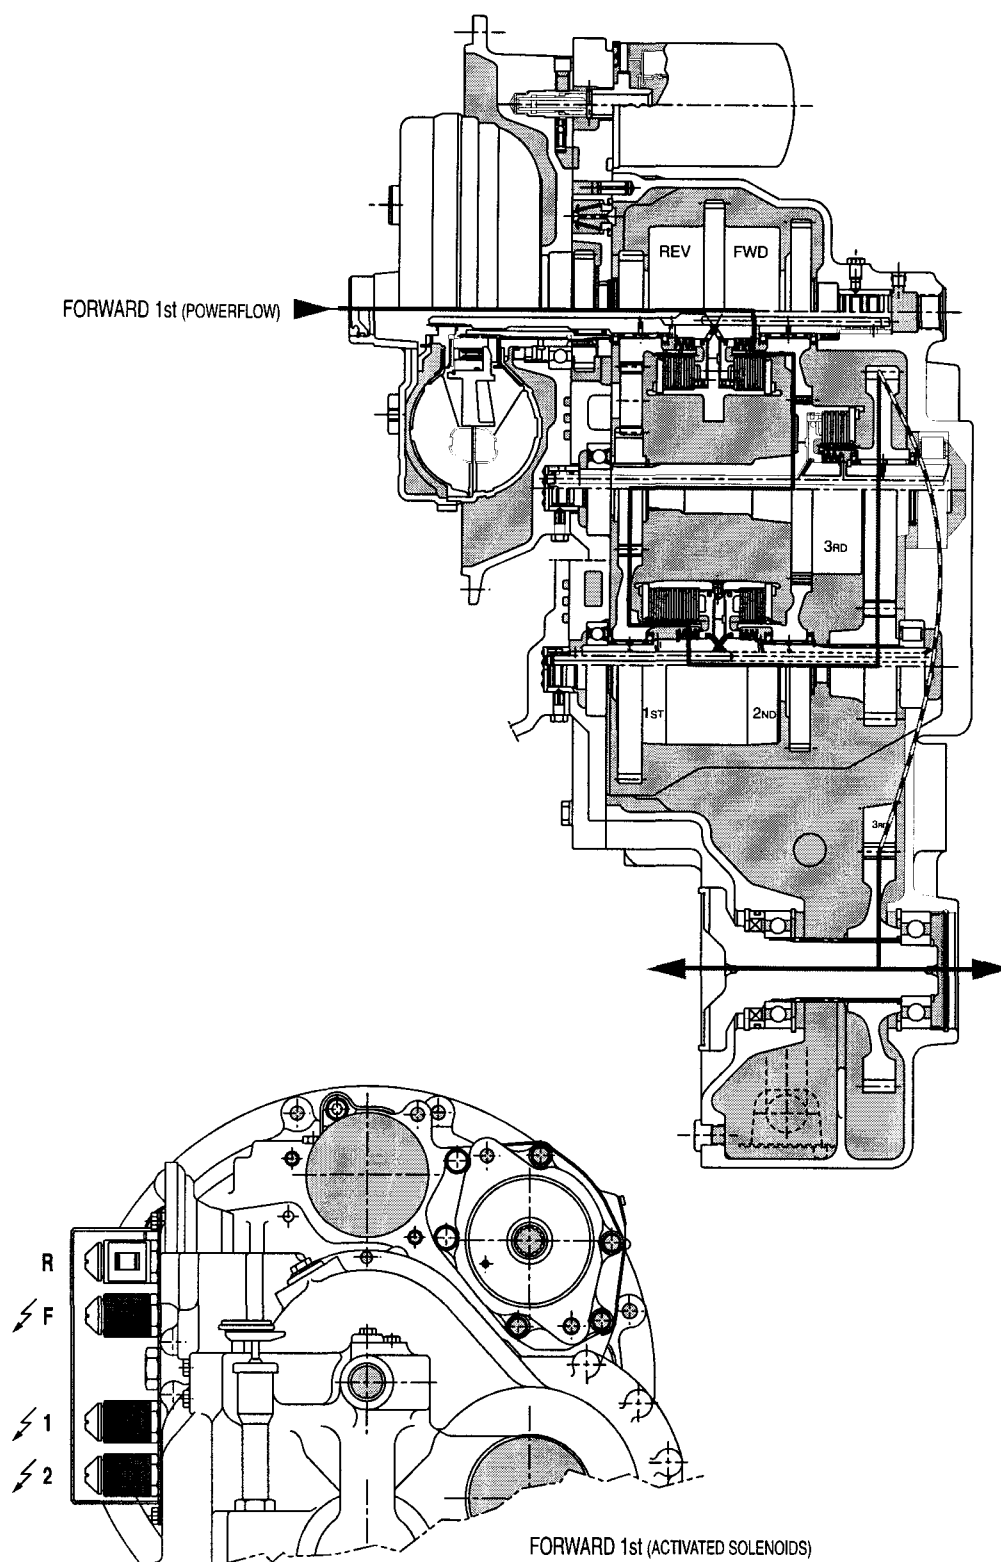 REV FWD
FORWARD 1st (POWERFLOW)
3RD
1ST 2ND
3RD
R
F
1
2
FORWARD 1st (ACTIVATED SOLENOIDS)